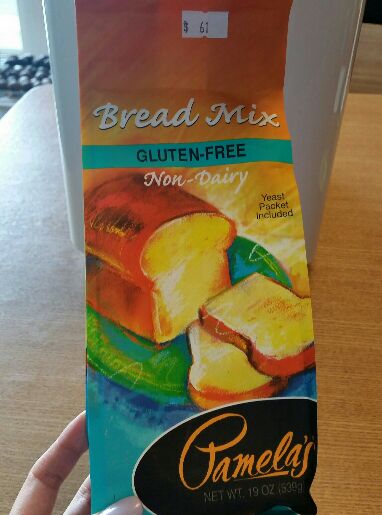 $ 61
Bread Mix
GLUTEN-FREE
Non-Dairy
Yeast
Packet
Included
Pamela's
NET WT. 19 OZ (539g)